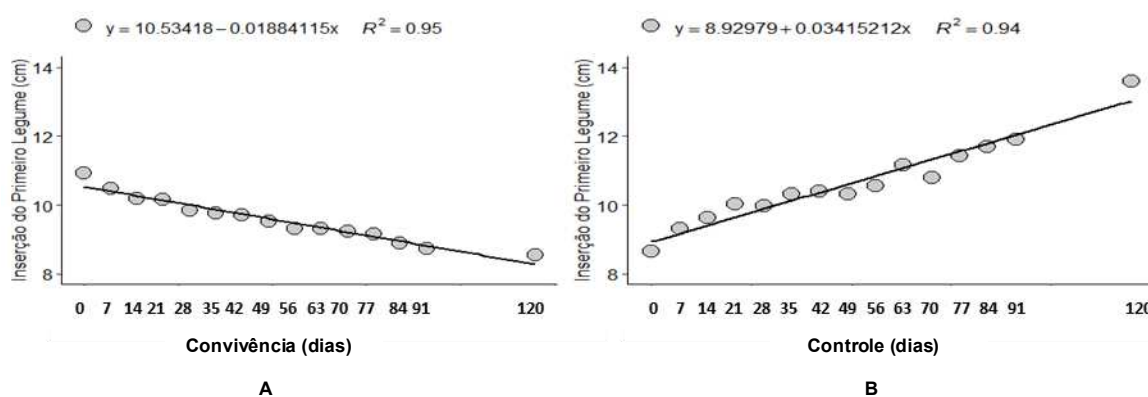 y = 10.53418 − 0.01884115x R² = 0.95
Inserção do Primeiro Legume (cm)
14
12
10
8
0 7 14 21 28 35 42 49 56 63 70 77 84 91 120
Convivência (dias)
A
y = 8.92979 + 0.03415212x R² = 0.94
Inserção do Primeiro Legume (cm)
14
12
10
8
0 7 14 21 28 35 42 49 56 63 70 77 84 91 120
Controle (dias)
B